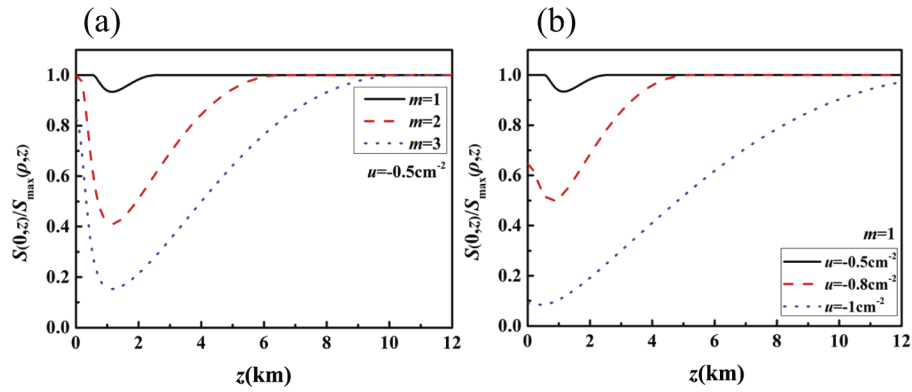 (a)
(b)
S(0,z)/Smax(ρ,z)
1.0
0.8
0.6
0.4
0.2
0.0
m=1
m=2
m=3
u=-0.5cm⁻²
0 2 4 6 8 10 12
z(km)
S(0,z)/Smax(ρ,z)
1.0
0.8
0.6
0.4
0.2
0.0
m=1
u=-0.5cm⁻²
u=-0.8cm⁻²
u=-1cm⁻²
0 2 4 6 8 10 12
z(km)